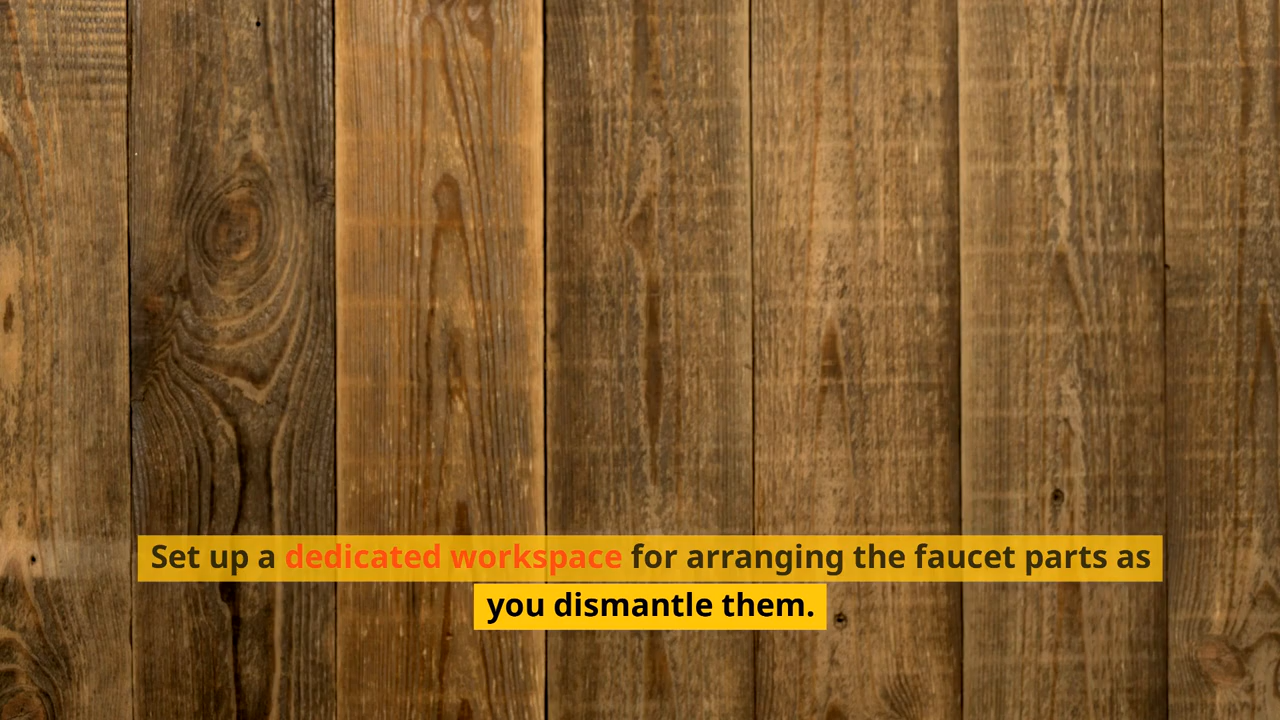 Set up a dedicated workspace for arranging the faucet parts as
you dismantle them.